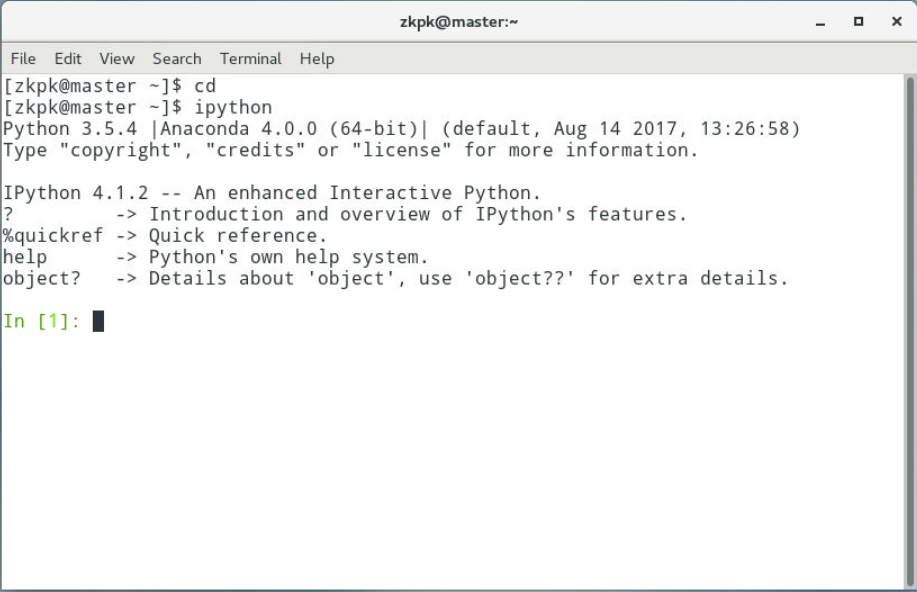 zkpk@master:~
File Edit View Search Terminal Help
[zkpk@master ~]$ cd
[zkpk@master ~]$ ipython
Python 3.5.4 |Anaconda 4.0.0 (64-bit)| (default, Aug 14 2017, 13:26:58)
Type "copyright", "credits" or "license" for more information.
IPython 4.1.2 -- An enhanced Interactive Python.
?         -> Introduction and overview of IPython's features.
%quickref -> Quick reference.
help      -> Python's own help system.
object?   -> Details about 'object', use 'object??' for extra details.
In [1]: